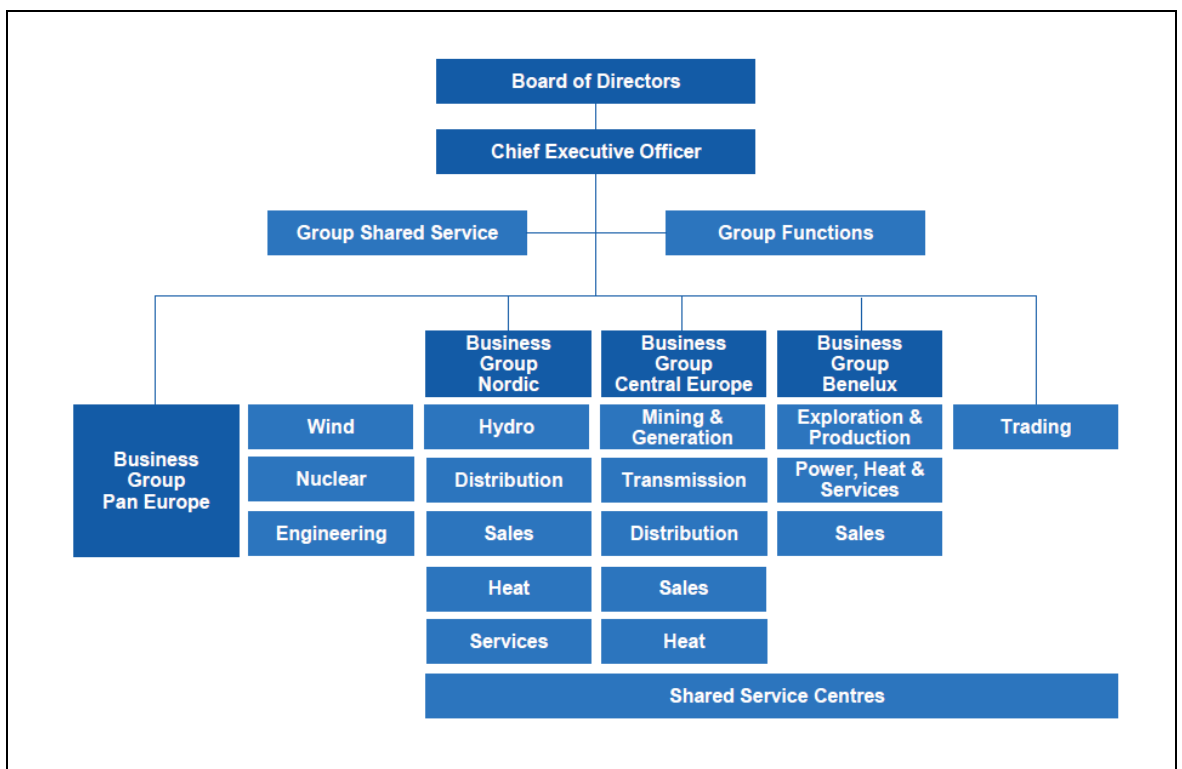 Board of Directors
Chief Executive Officer
Group Shared Service
Group Functions
Business
Group
Pan Europe
Wind
Nuclear
Engineering
Business
Group
Nordic
Hydro
Distribution
Sales
Heat
Services
Business
Group
Central Europe
Mining &
Generation
Transmission
Distribution
Sales
Heat
Business
Group
Benelux
Exploration &
Production
Power, Heat &
Services
Sales
Trading
Shared Service Centres